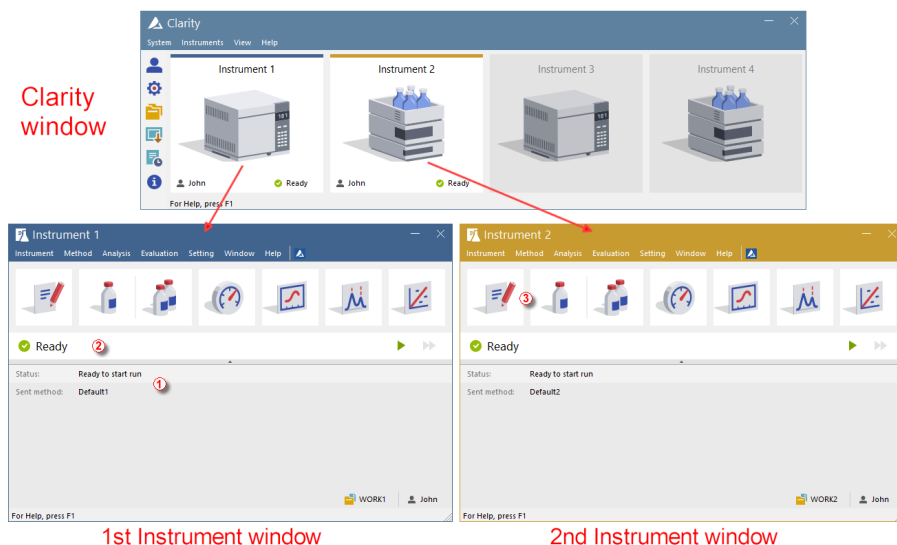 Clarity
System Instruments View Help
Instrument 1 Instrument 2 Instrument 3 Instrument 4
Clarity
window
John Ready John Ready
For Help, press F1
Instrument 1
Instrument Method Analysis Evaluation Setting Window Help
Ready ②
Status: Ready to start run
①
Sent method: Default1
WORK1 John
For Help, press F1
1st Instrument window
Instrument 2
Instrument Method Analysis Evaluation Setting Window Help
③
Ready
Status: Ready to start run
Sent method: Default2
WORK2 John
For Help, press F1
2nd Instrument window